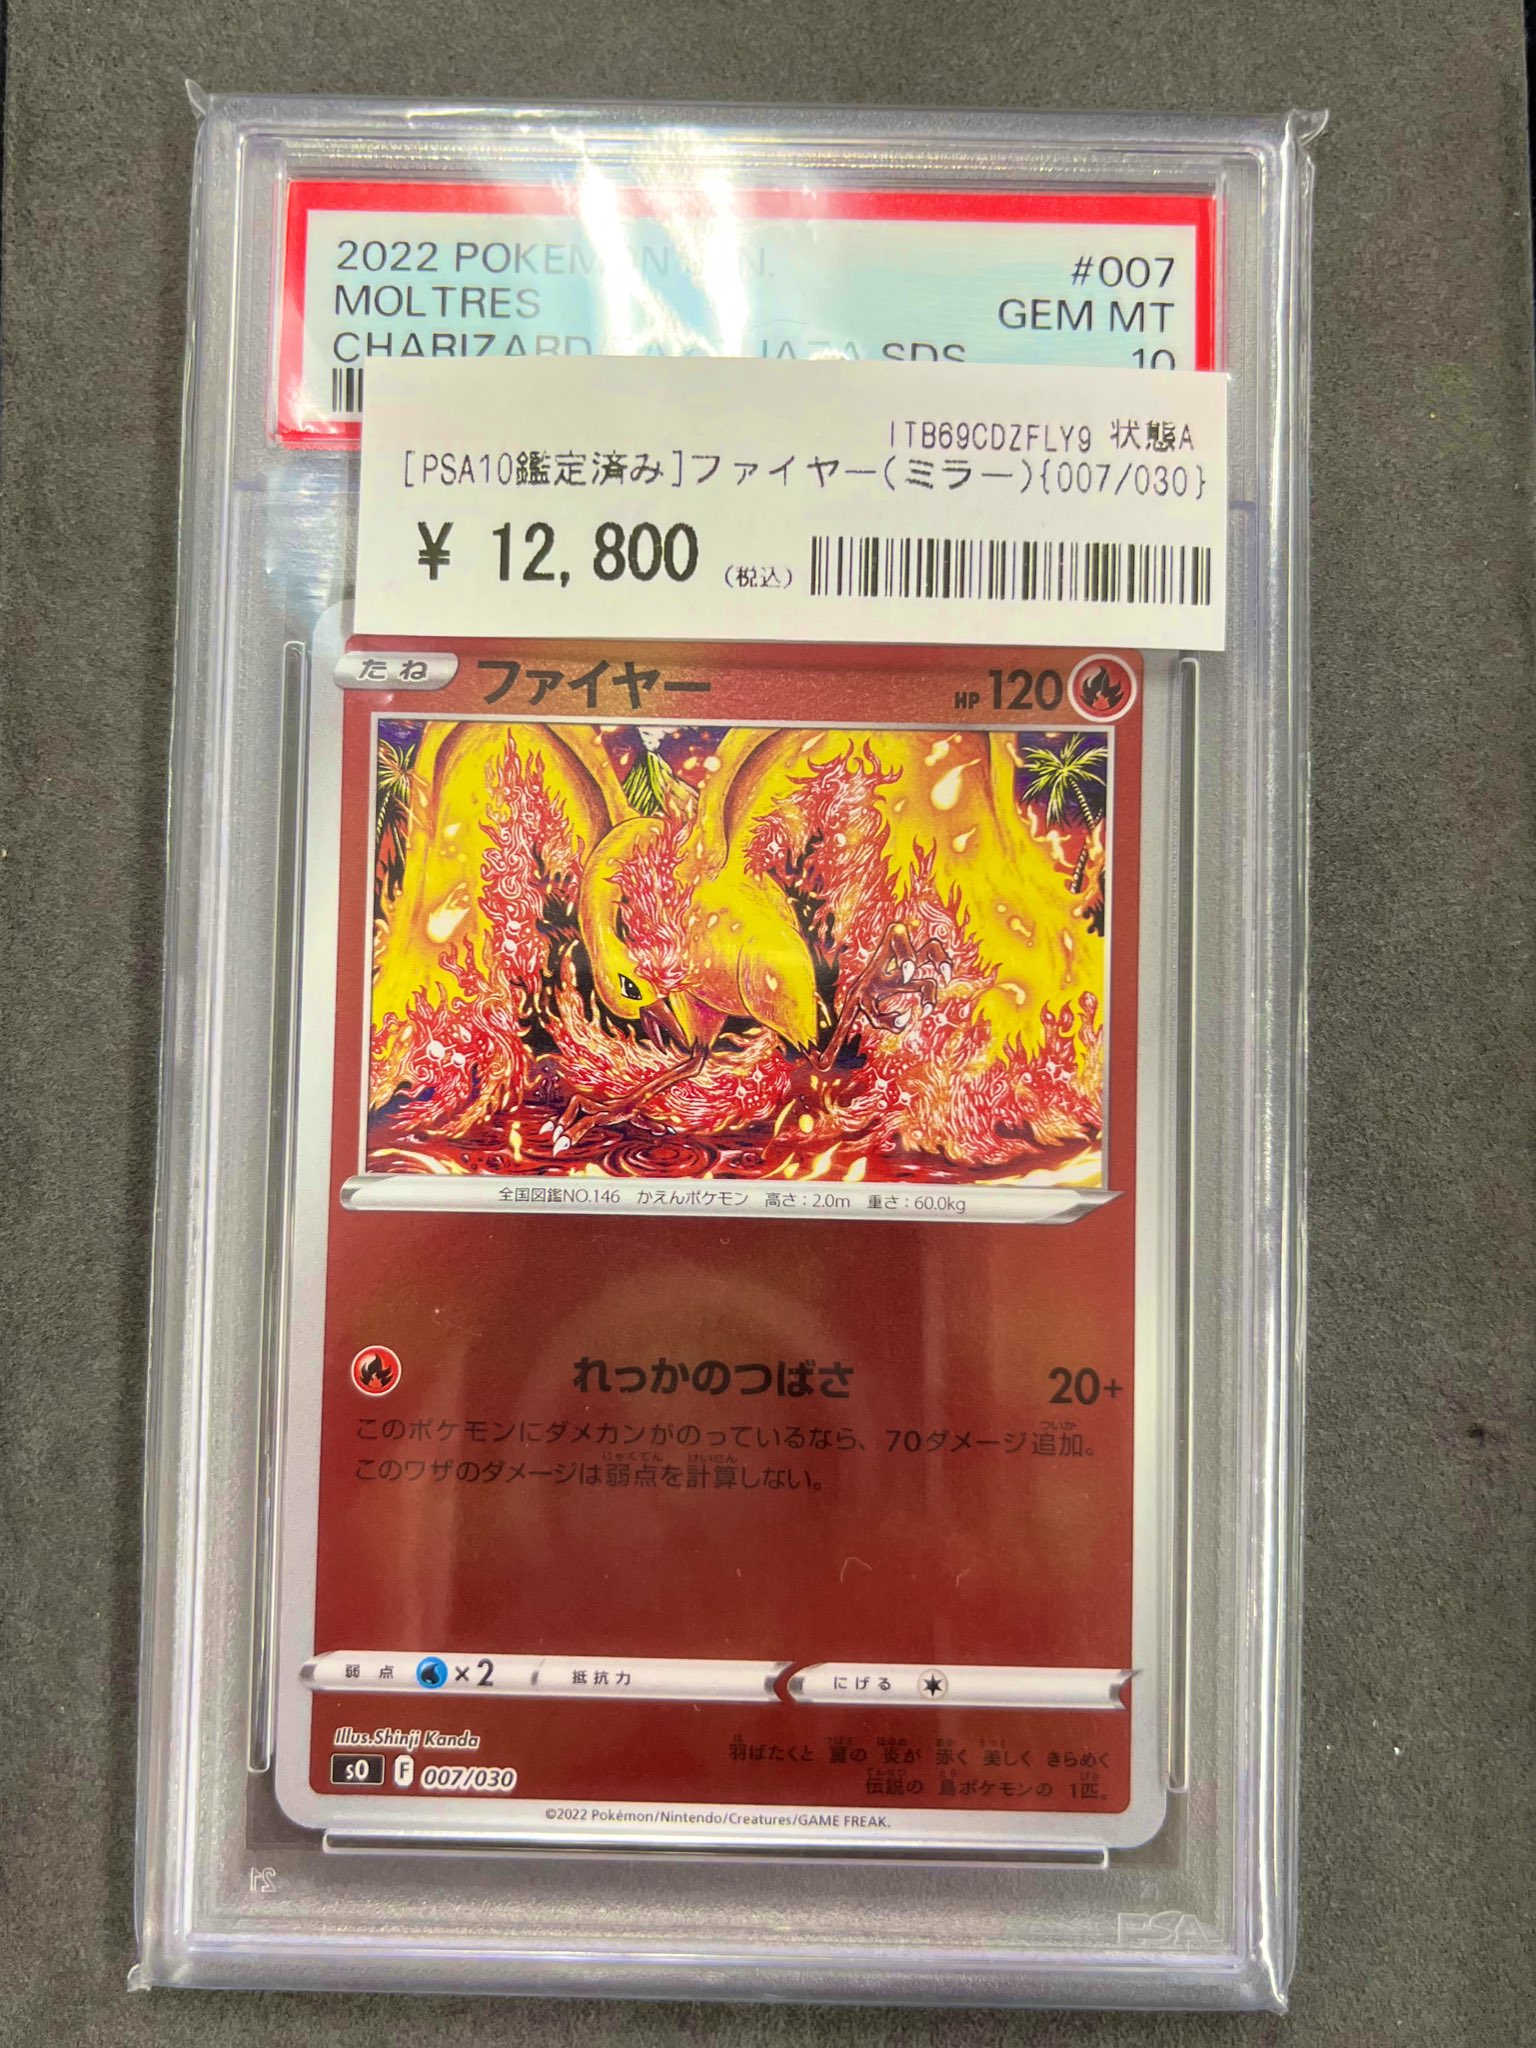 2022 POKEMON
#007
MOLTRES
GEM MT
CHARIZARD SDS
10
ITB69CDZFLY9 状態A
[PSA10鑑定済み]ファイヤー(ミラー){007/030}
¥ 12,800 (税込)
たね ファイヤー HP 120
全国図鑑NO.146 かえんポケモン 高さ:2.0m 重さ:60.0kg
れっかのつばさ 20+
このポケモンにダメカンがのっているなら、70ダメージ追加。
このワザのダメージは弱点を計算しない。
弱点 ×2 抵抗力 にげる
Illus.Shinji Kanda
sD F 007/030
羽ばたくと 翼の 炎が 赤く 美しく きらめく
伝説の 鳥ポケモンの 1匹。
©2022 Pokémon/Nintendo/Creatures/GAME FREAK.
PSA